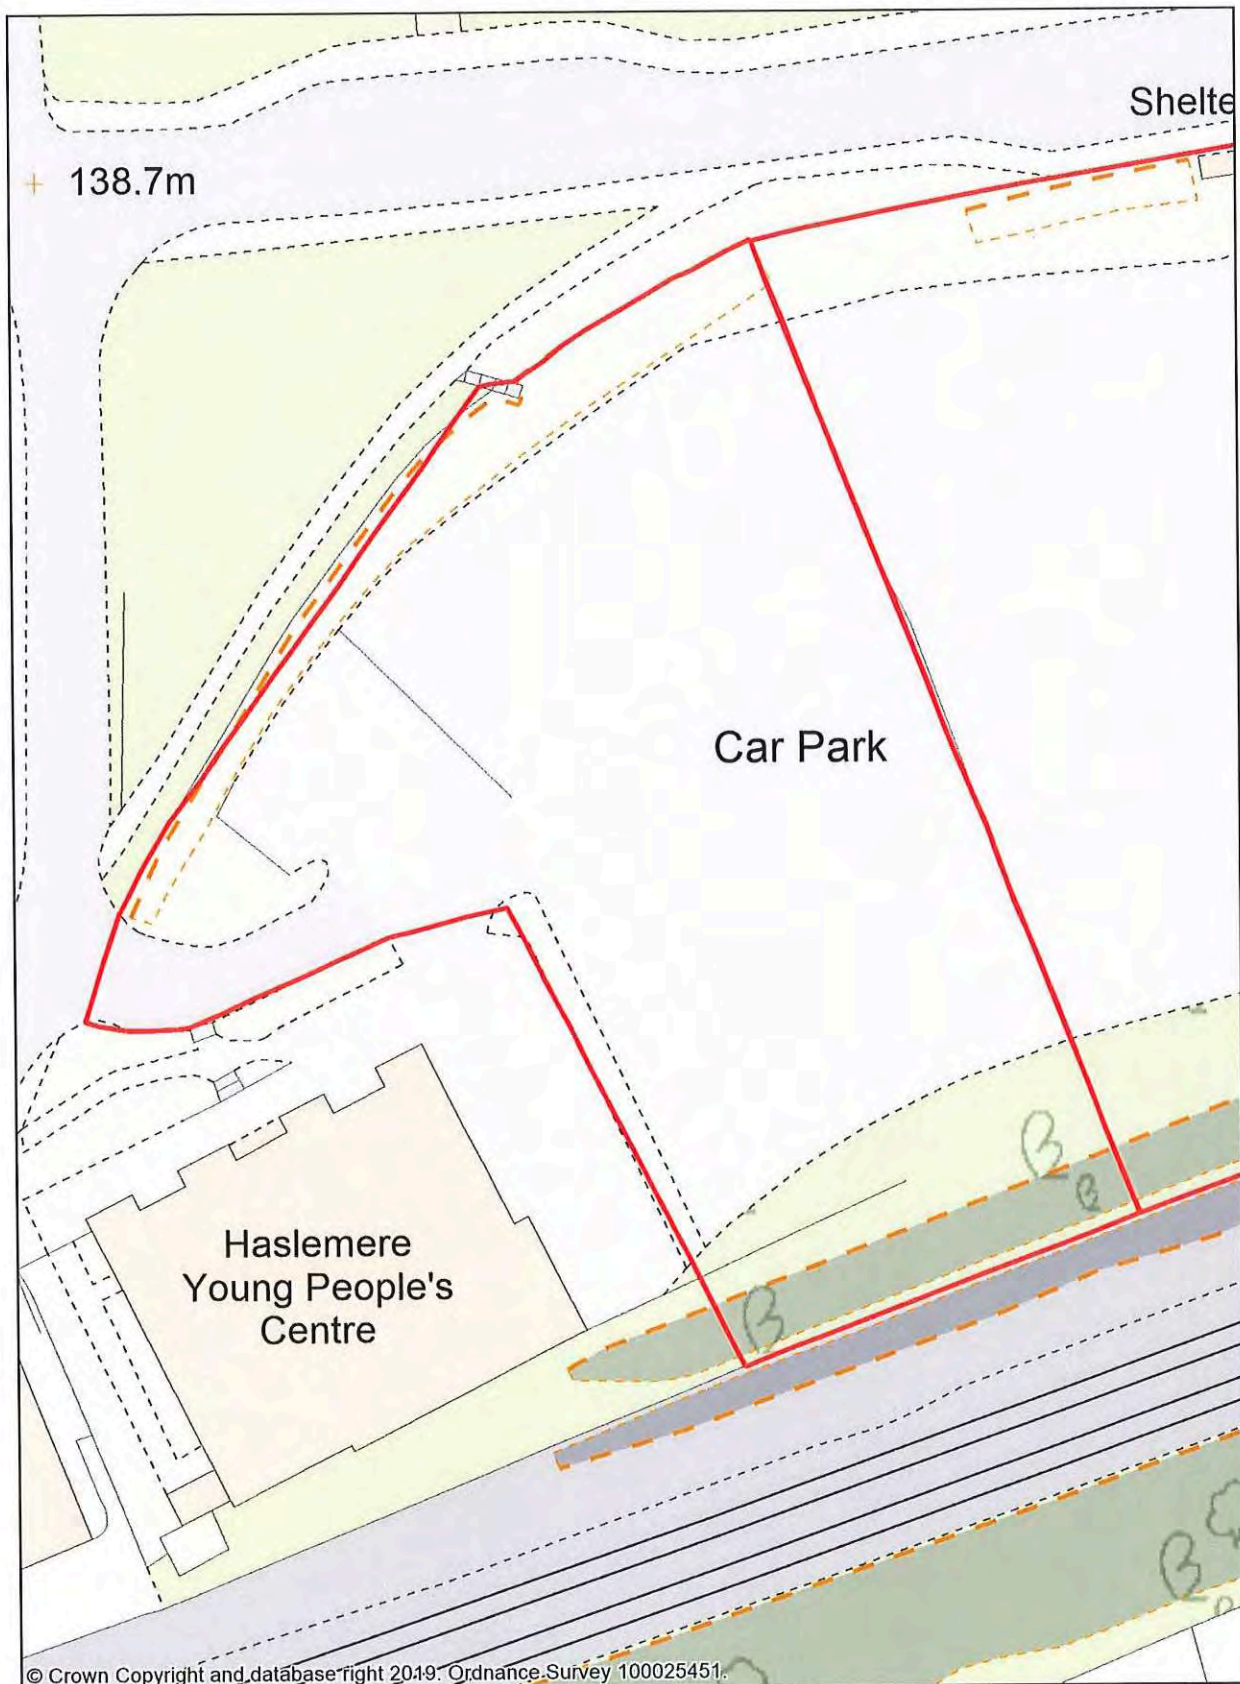 Shelte
138.7m
Car Park
Haslemere
Young People's
Centre
© Crown Copyright and database right 2019. Ordnance Survey 100025451.